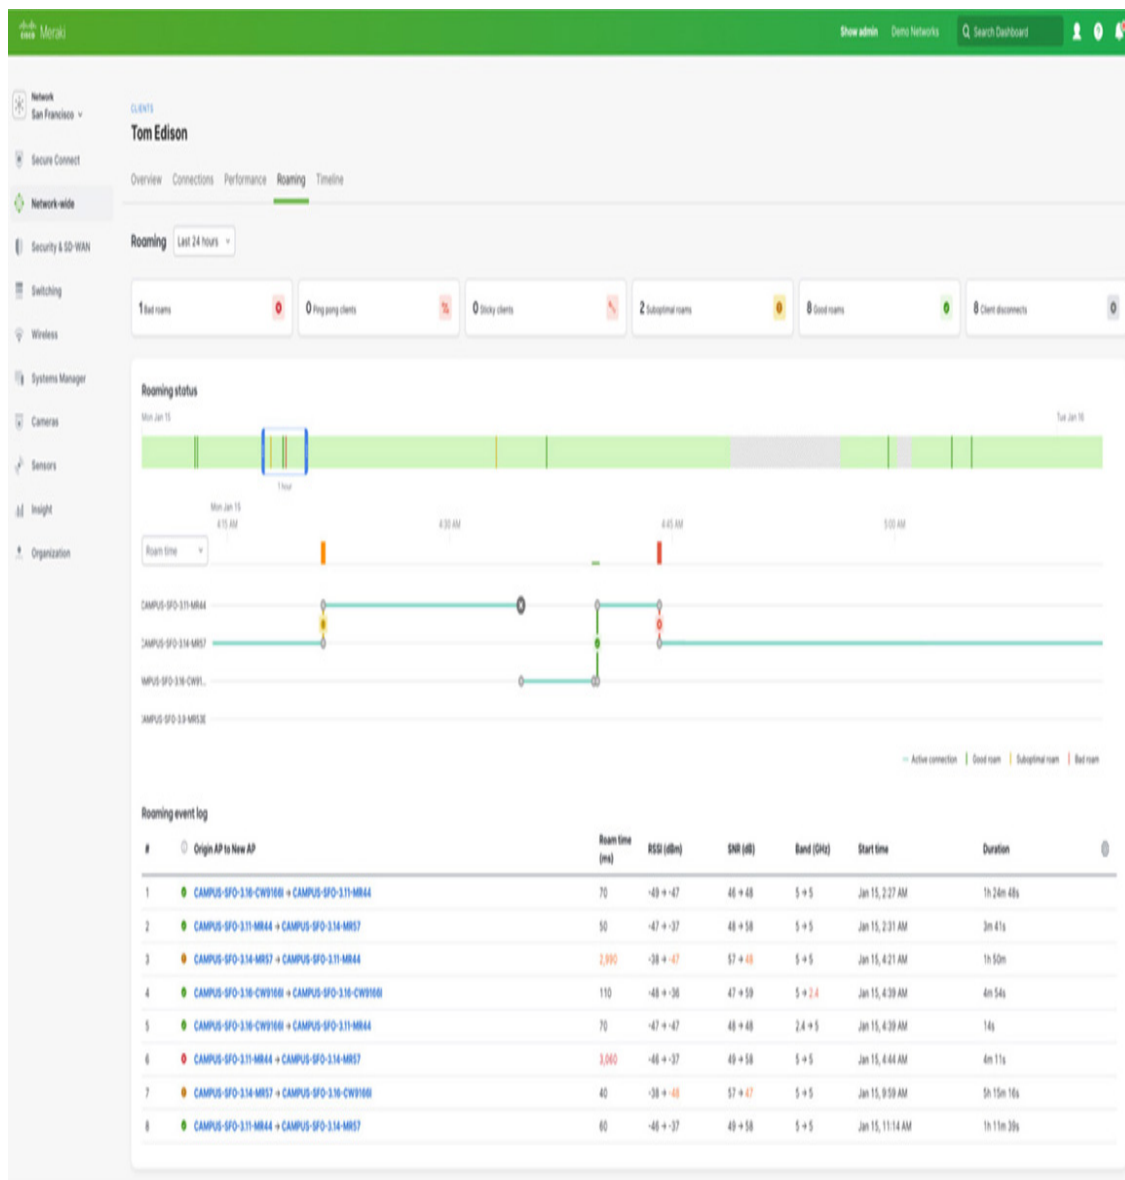 cisco Meraki
Show admin Demo Networks Search Dashboard
Network
San Francisco
Secure Connect
Network-wide
Security & SD-WAN
Switching
Wireless
Systems Manager
Cameras
Sensors
Insight
Organization
CLIENTS
Tom Edison
Overview Connections Performance Roaming Timeline
Roaming Last 24 hours
1 Bad roams 0 Ping pong clients 0 Sticky clients 2 Suboptimal roams 8 Good roams 8 Client disconnects
Roaming status
Mon Jan 15 Tue Jan 16
1 hour
Mon Jan 15
4:15 AM 4:30 AM 4:45 AM 5:00 AM
Roam time
CAMPUS-SFO-3.11-MR44
CAMPUS-SFO-3.14-MR57
MPUS-SFO-3.16-CW91...
CAMPUS-SFO-3.9-MR53E
Active connection Good roam Suboptimal roam Bad roam
Roaming event log
# Origin AP to New AP Roam time (ms) RSSI (dBm) SNR (dB) Band (GHz) Start time Duration
1 CAMPUS-SFO-3.16-CW9166I → CAMPUS-SFO-3.11-MR44 70 -49 → -47 46 → 48 5 → 5 Jan 15, 2:27 AM 1h 24m 48s
2 CAMPUS-SFO-3.11-MR44 → CAMPUS-SFO-3.14-MR57 50 -47 → -37 48 → 58 5 → 5 Jan 15, 2:31 AM 3m 41s
3 CAMPUS-SFO-3.14-MR57 → CAMPUS-SFO-3.11-MR44 2,990 -38 → -47 57 → 48 5 → 5 Jan 15, 4:21 AM 1h 50m
4 CAMPUS-SFO-3.16-CW9166I → CAMPUS-SFO-3.16-CW9166I 110 -48 → -36 47 → 59 5 → 2.4 Jan 15, 4:39 AM 4m 54s
5 CAMPUS-SFO-3.16-CW9166I → CAMPUS-SFO-3.11-MR44 70 -47 → -47 48 → 48 2.4 → 5 Jan 15, 4:39 AM 14s
6 CAMPUS-SFO-3.11-MR44 → CAMPUS-SFO-3.14-MR57 3,060 -46 → -37 49 → 58 5 → 5 Jan 15, 4:44 AM 4m 11s
7 CAMPUS-SFO-3.14-MR57 → CAMPUS-SFO-3.16-CW9166I 40 -38 → -48 57 → 47 5 → 5 Jan 15, 9:59 AM 5h 15m 16s
8 CAMPUS-SFO-3.11-MR44 → CAMPUS-SFO-3.14-MR57 60 -46 → -37 49 → 58 5 → 5 Jan 15, 11:14 AM 1h 11m 39s